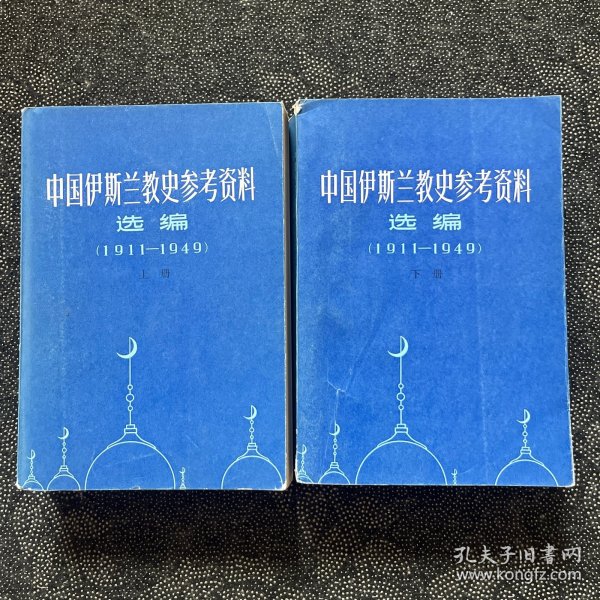 中国伊斯兰教史参考资料
选编
(1911—1949)
上册
中国伊斯兰教史参考资料
选编
(1911—1949)
下册
孔夫子旧书网
www.kongfz.com